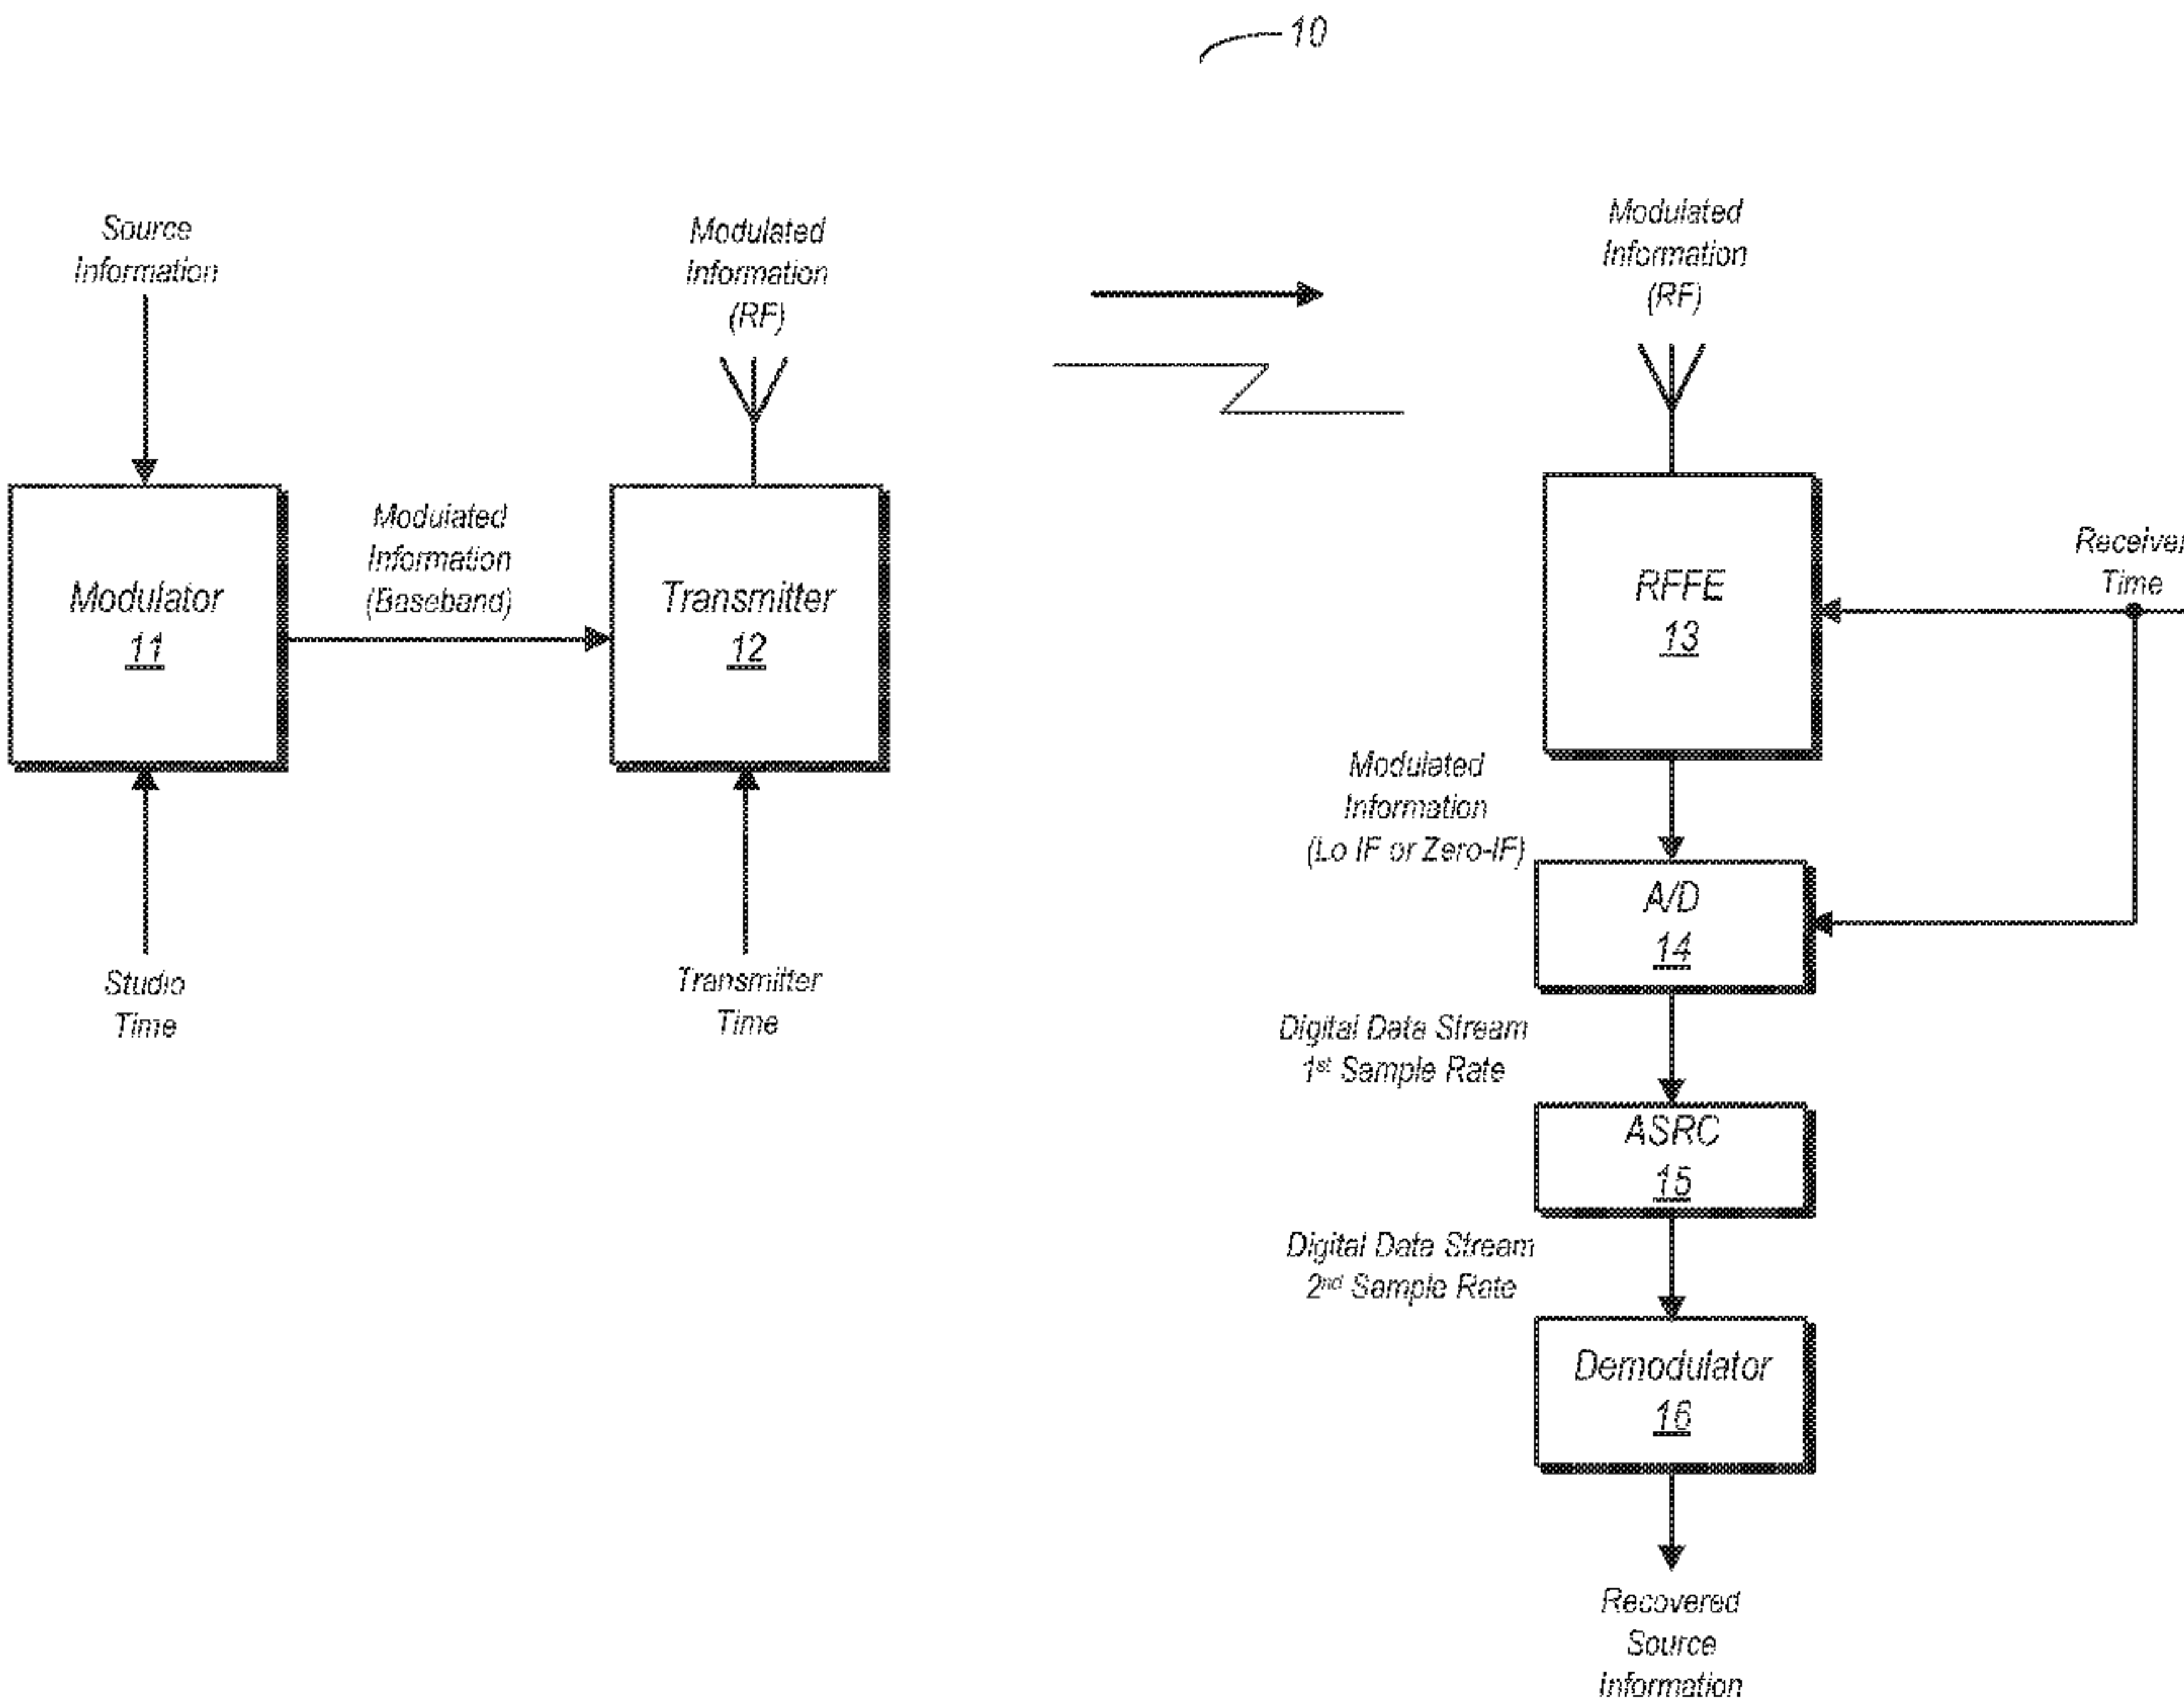 10
Source
Information
Modulated
Information
(RF)
Modulated
Information
(RF)
Modulator
11
Modulated
Information
(Baseband)
Transmitter
12
RFFE
13
Receiver
Time
Studio
Time
Transmitter
Time
Modulated
Information
(Lo IF or Zero-IF)
A/D
14
Digital Data Stream
1st Sample Rate
ASRC
15
Digital Data Stream
2nd Sample Rate
Demodulator
16
Recovered
Source
Information